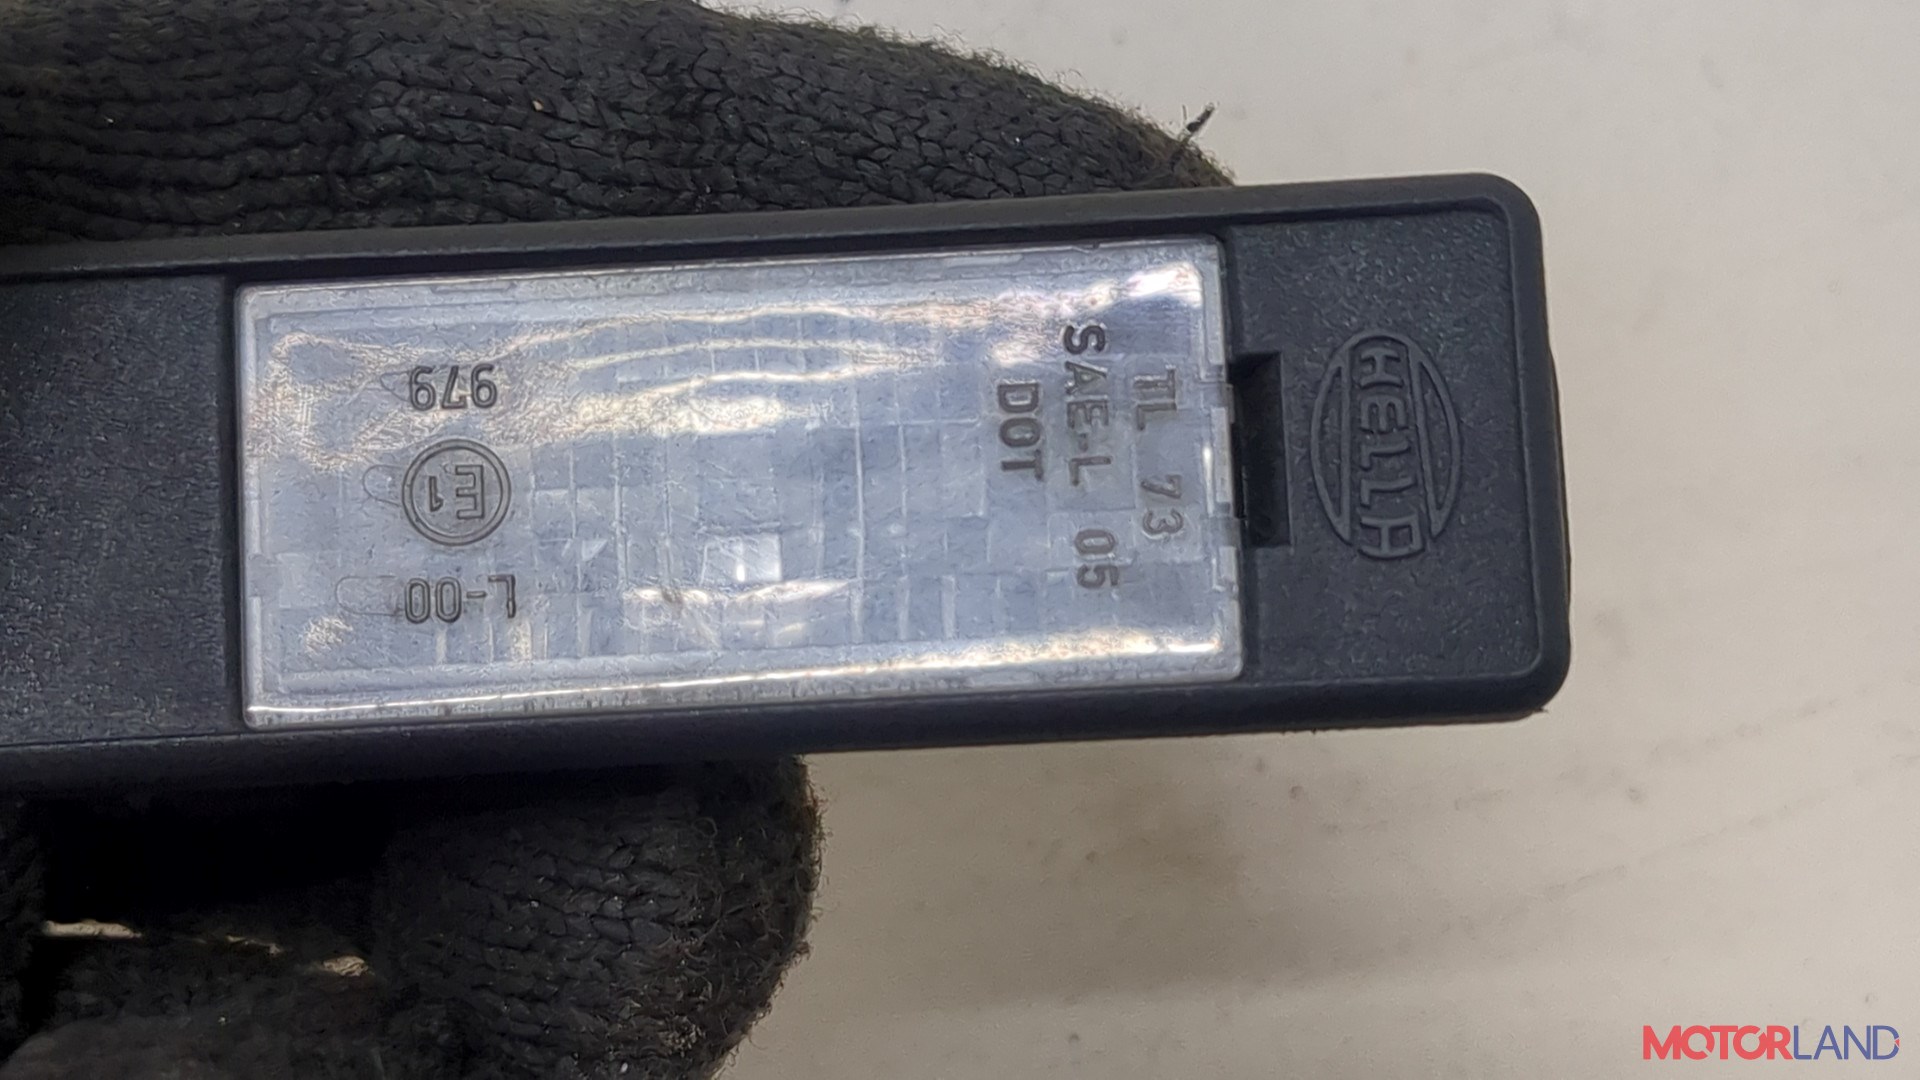 979
E1
L-00
TL 73
SAE-L 05
DOT
HELLA
MOTORLAND